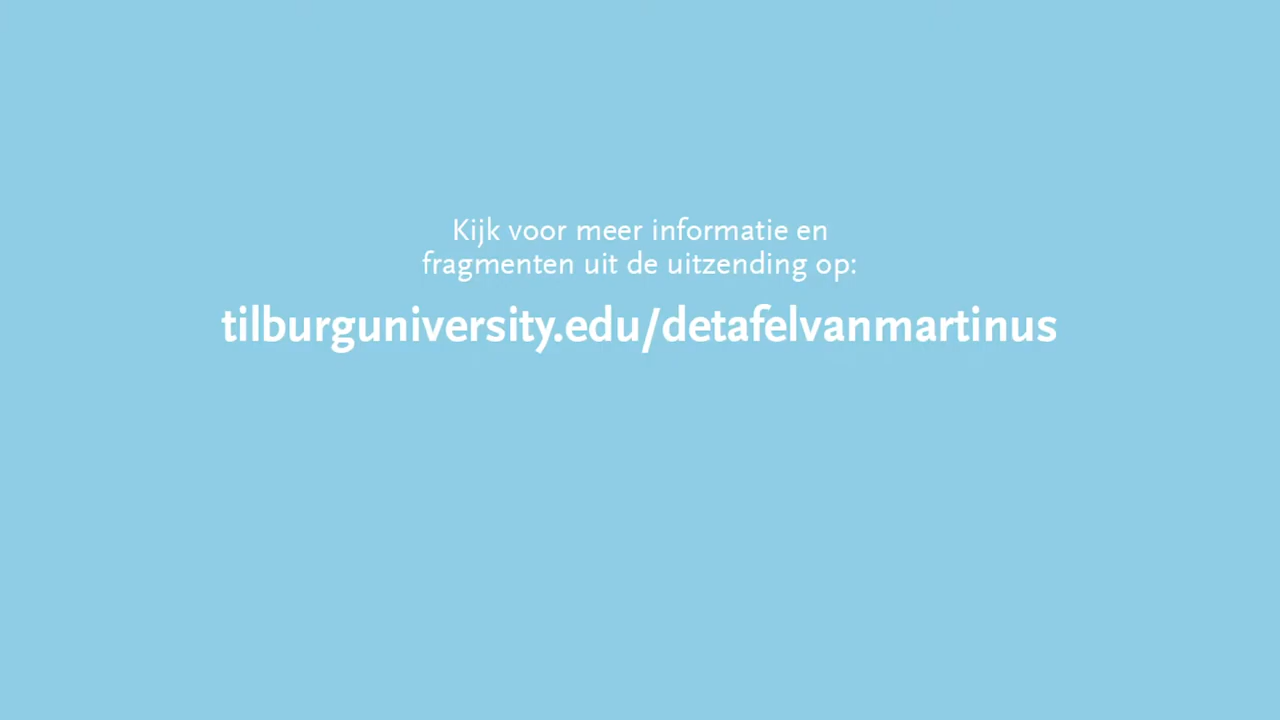 Kijk voor meer informatie en
fragmenten uit de uitzending op:
tilburguniversity.edu/detafelvanmartinus